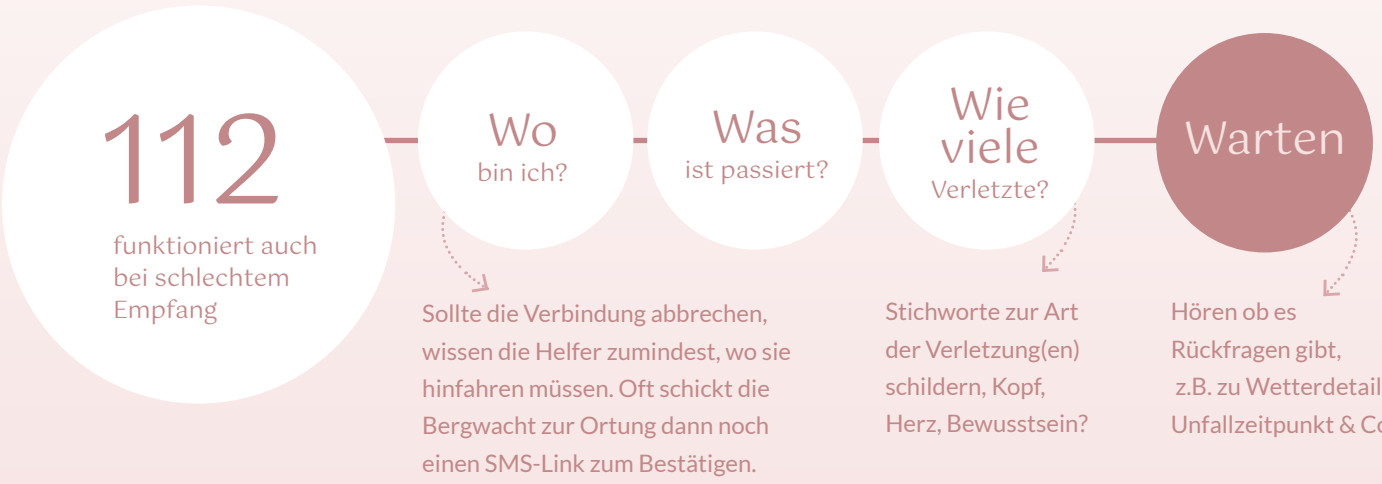 112
funktioniert auch
bei schlechtem
Empfang
Wo
bin ich?
Was
ist passiert?
Wie
viele
Verletzte?
Warten
Sollte die Verbindung abbrechen,
wissen die Helfer zumindest, wo sie
hinfahren müssen. Oft schickt die
Bergwacht zur Ortung dann noch
einen SMS-Link zum Bestätigen.
Stichworte zur Art
der Verletzung(en)
schildern, Kopf,
Herz, Bewusstsein?
Hören ob es
Rückfragen gibt,
z.B. zu Wetterdetail
Unfallzeitpunkt & Co